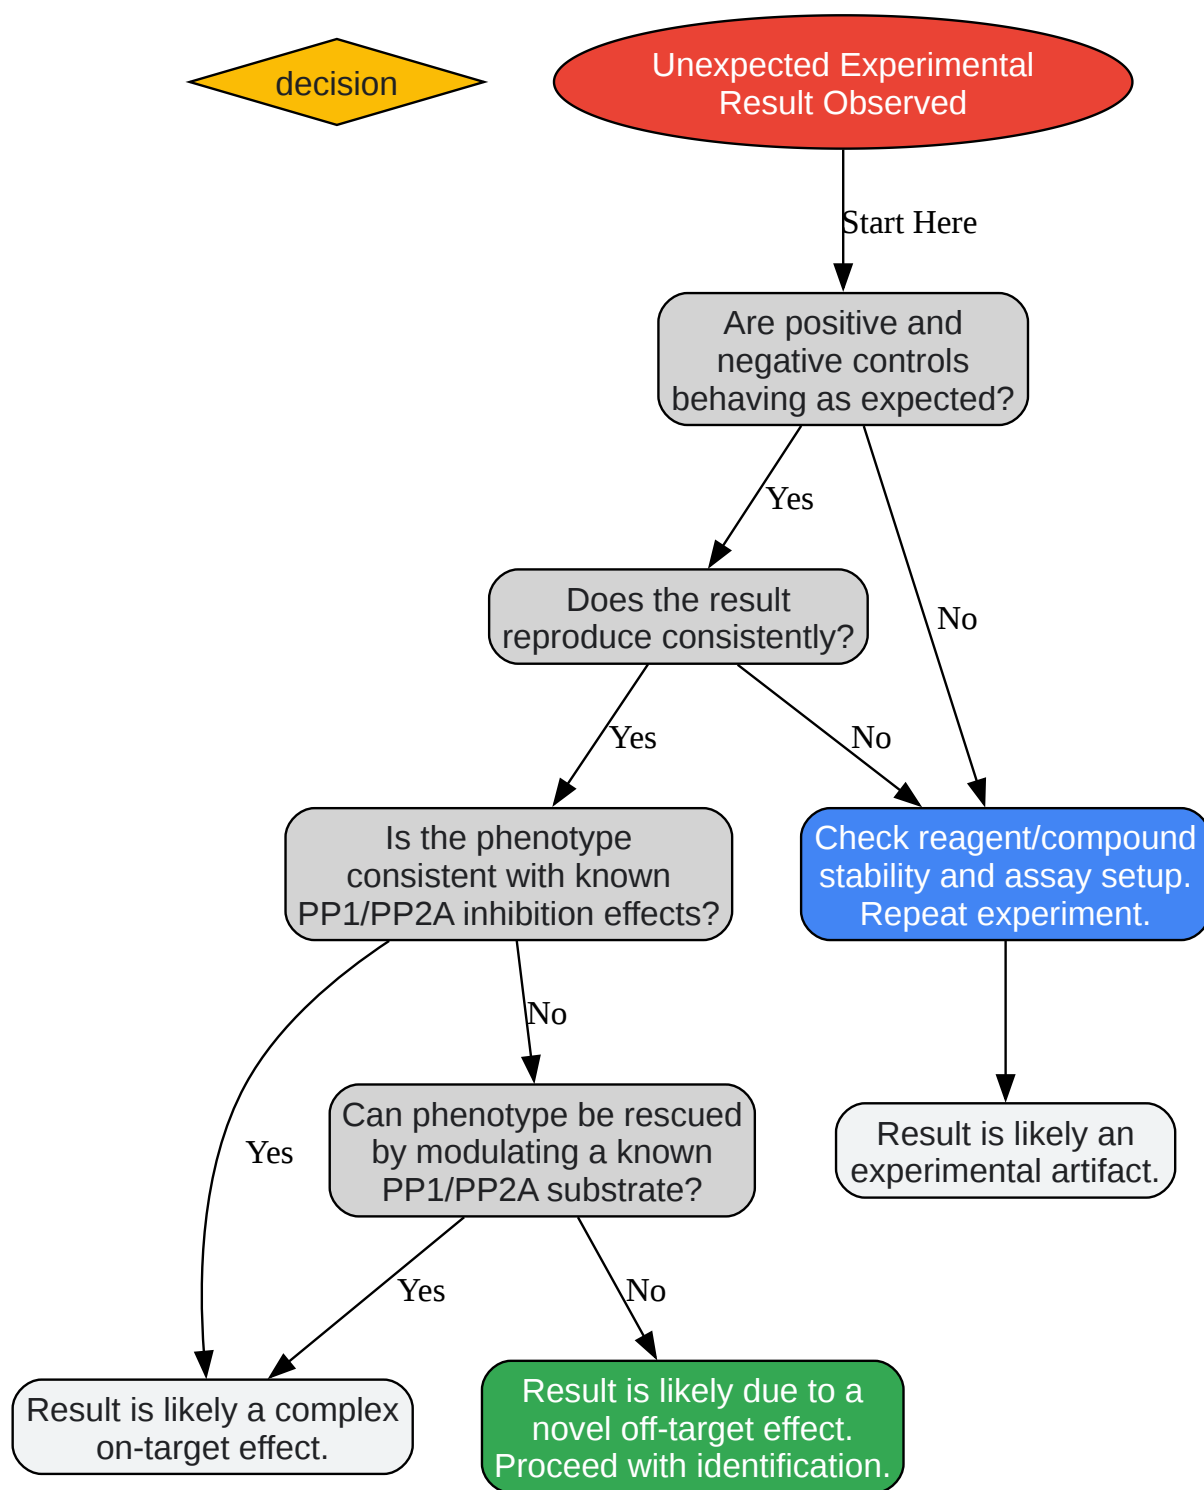 decision
Unexpected Experimental
Result Observed
Start Here
Are positive and
negative controls
behaving as expected?
Yes
No
Does the result
reproduce consistently?
Yes
No
Is the phenotype
consistent with known
PP1/PP2A inhibition effects?
Check reagent/compound
stability and assay setup.
Repeat experiment.
No
Yes
Can phenotype be rescued
by modulating a known
PP1/PP2A substrate?
Result is likely an
experimental artifact.
Yes
No
Result is likely a complex
on-target effect.
Result is likely due to a
novel off-target effect.
Proceed with identification.